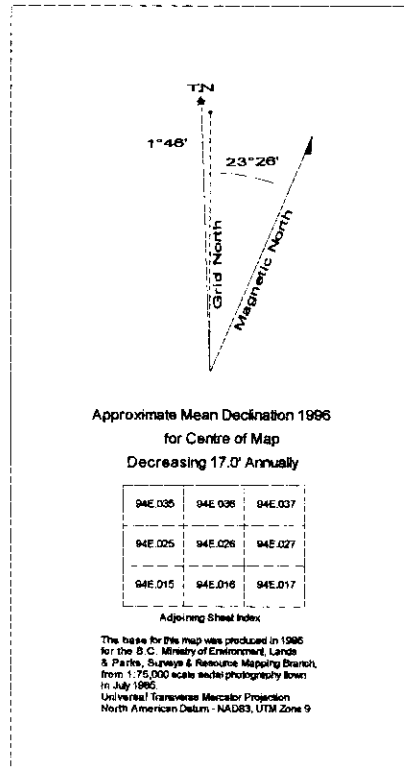 TN
1°46'
23°26'
Grid North
Magnetic North
Approximate Mean Declination 1996
for Centre of Map
Decreasing 17.0' Annually
94E.035 94E.036 94E.037
94E.025 94E.026 94E.027
94E.015 94E.016 94E.017
Adjoining Sheet Index
The base for this map was produced in 1996
for the B.C. Ministry of Environment, Lands
& Parks, Surveys & Resource Mapping Branch,
from 1:75,000 scale aerial photography flown
in July 1985.
Universal Transverse Mercator Projection
North American Datum - NAD83, UTM Zone 9